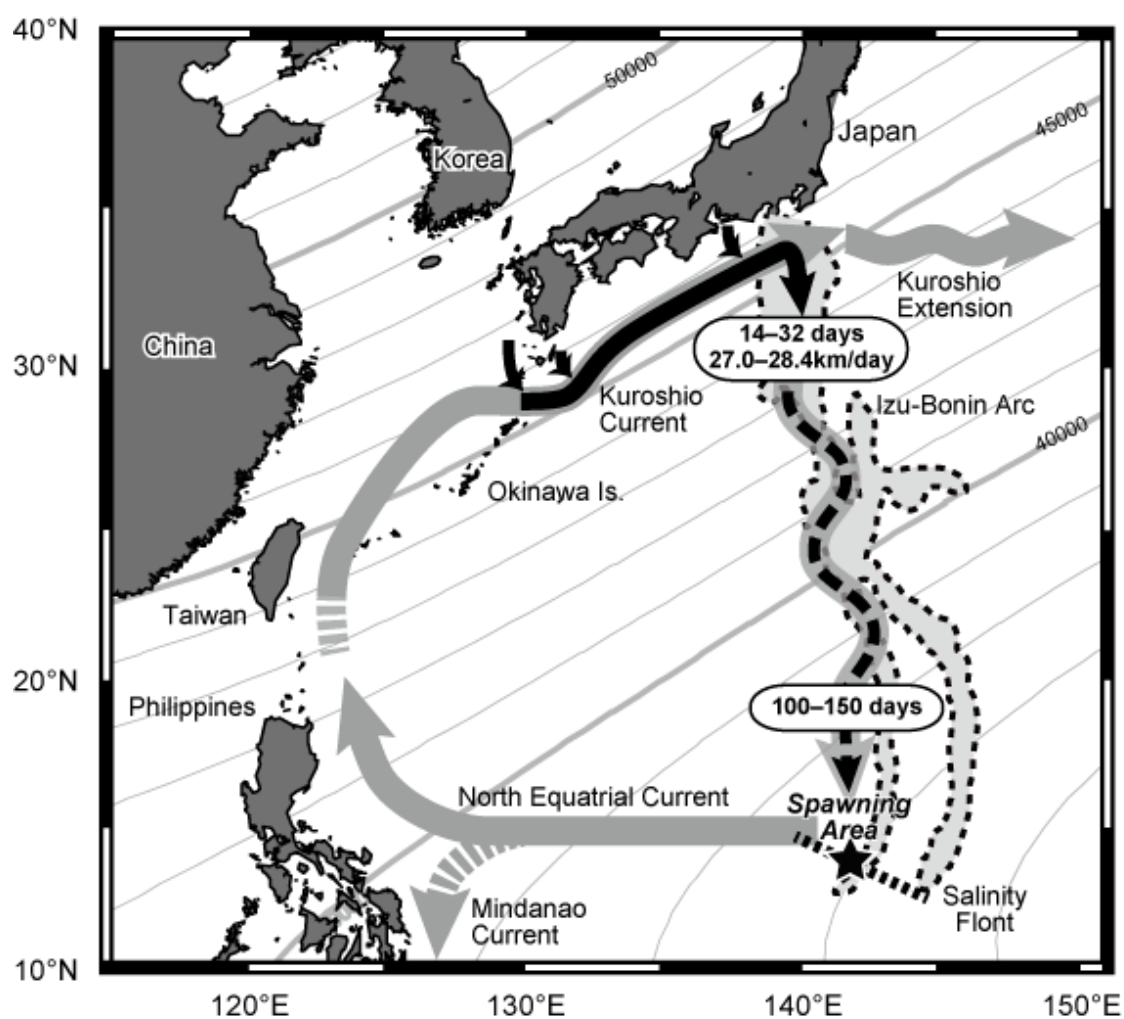 40°N
50000
45000
Japan
Korea
Kuroshio
Extension
China
14–32 days
27.0–28.4km/day
30°N
Kuroshio
Current
Izu-Bonin Arc
40000
Okinawa Is.
Taiwan
20°N
Philippines
100–150 days
North Equatrial Current
Spawning
Area
Mindanao
Current
Salinity
Flont
10°N
120°E
130°E
140°E
150°E